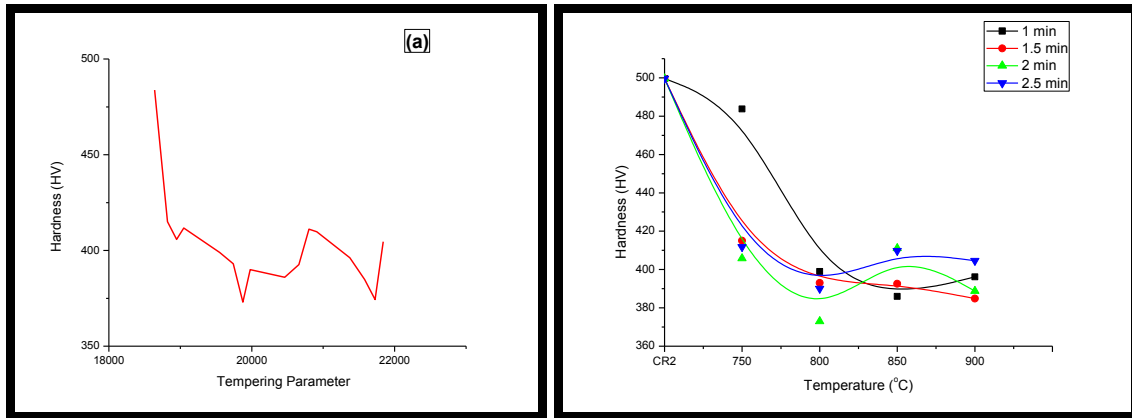 (a)
500
450
400
350
18000 20000 22000
Hardness (HV)
Tempering Parameter
1 min
1.5 min
2 min
2.5 min
500
480
460
440
420
400
380
360
340
CR2 750 800 850 900
Hardness (HV)
Temperature (°C)